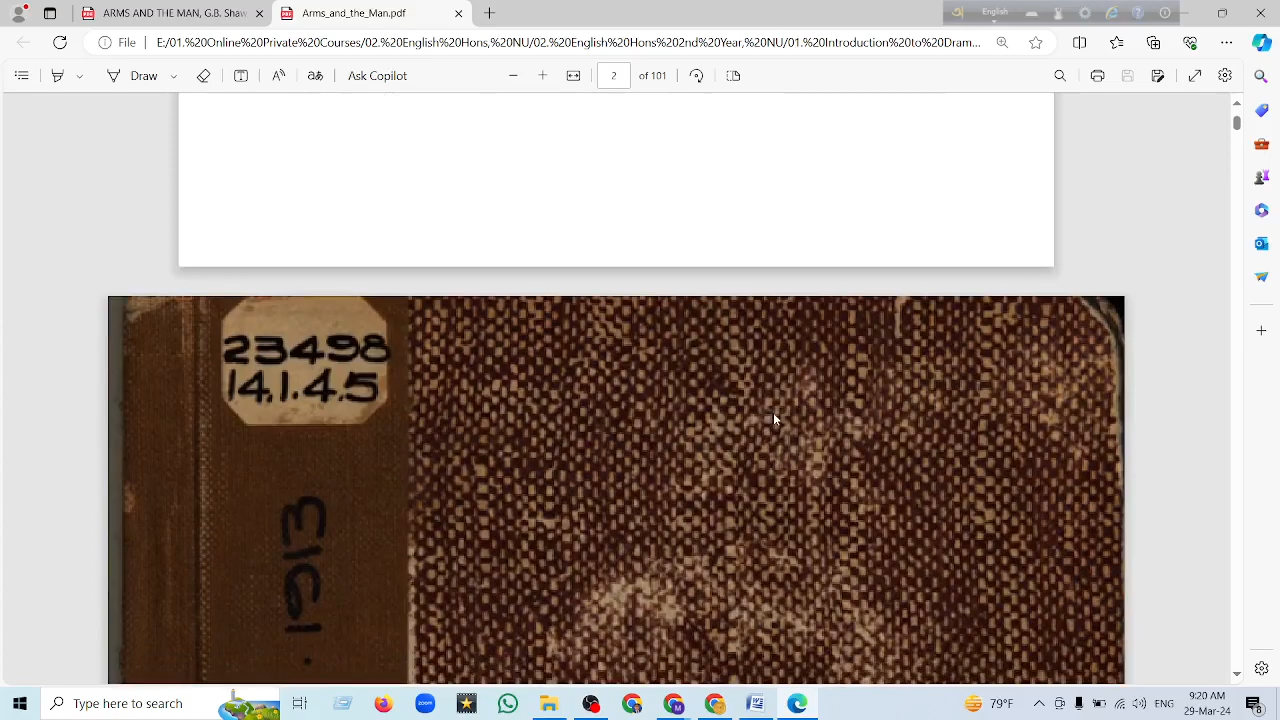 ARMS AND THE MAN, G.B. Shaw
Arms_and_the_Man.pdf
English
File
E:/01.%20Online%20Private%20Courses/02.%20English%20Hons,%20NU/02.%20English%20Hons%202nd%20Year,%20NU/01.%20Introduction%20to%20Dram...
Draw
Ask Copilot
2
of 101
23498
14.1.4.5
1913
Type here to search
zoom
79°F
ENG
9:20 AM
29-Mar-24